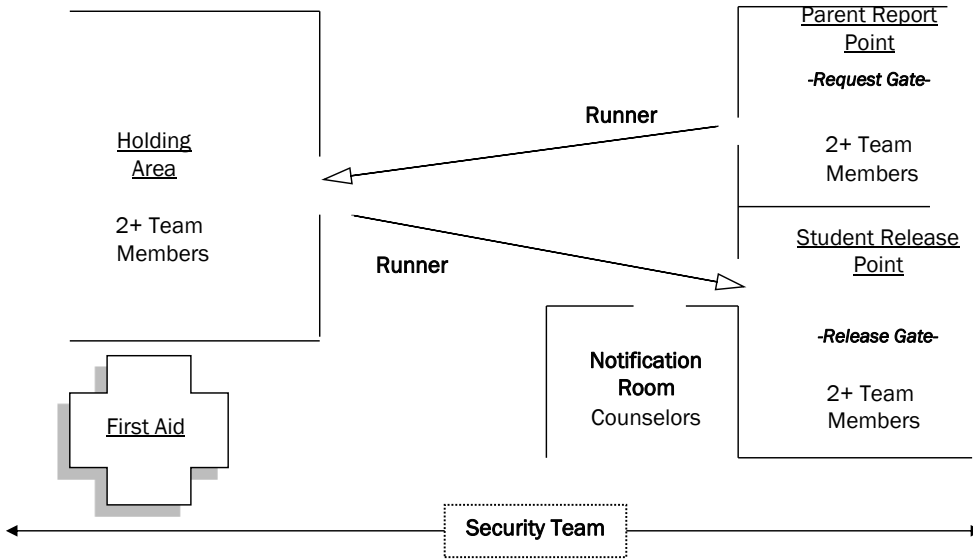 Parent Report
Point
-Request Gate-
2+ Team
Members
Runner
Holding
Area
2+ Team
Members
Runner
Student Release
Point
-Release Gate-
2+ Team
Members
Notification
Room
Counselors
First Aid
Security Team